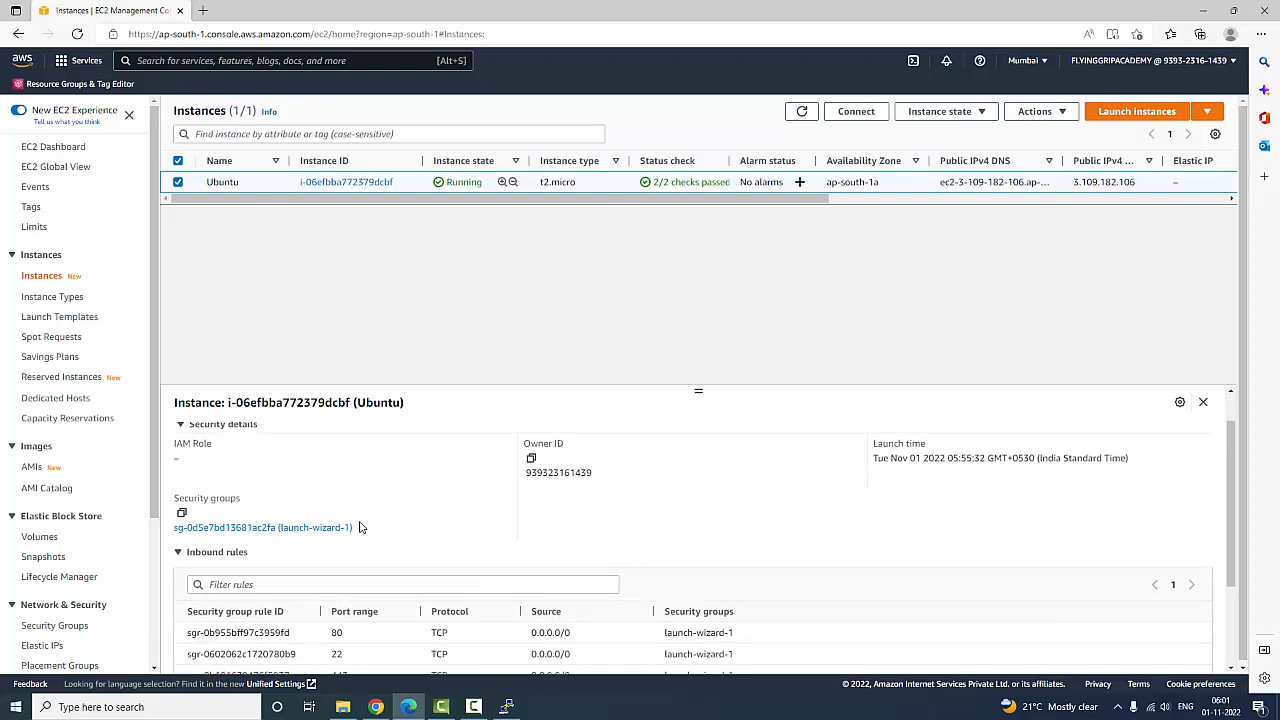 Instances | EC2 Management Co
https://ap-south-1.console.aws.amazon.com/ec2/home?region=ap-south-1#Instances:
aws
Services
Search for services, features, blogs, docs, and more
[Alt+S]
Mumbai
FLYINGGRIPACADEMY @ 9393-2316-1439
Resource Groups & Tag Editor
New EC2 Experience
Tell us what you think
EC2 Dashboard
EC2 Global View
Events
Tags
Limits
Instances
Instances New
Instance Types
Launch Templates
Spot Requests
Savings Plans
Reserved Instances New
Dedicated Hosts
Capacity Reservations
Images
AMIs New
AMI Catalog
Elastic Block Store
Volumes
Snapshots
Lifecycle Manager
Network & Security
Security Groups
Elastic IPs
Placement Groups
Instances (1/1) Info
Connect
Instance state
Actions
Launch instances
Find instance by attribute or tag (case-sensitive)
1
Name Instance ID Instance state Instance type Status check Alarm status Availability Zone Public IPv4 DNS Public IPv4 ... Elastic IP
Ubuntu i-06efbba772379dcbf Running t2.micro 2/2 checks passed No alarms + ap-south-1a ec2-3-109-182-106.ap-... 3.109.182.106 –
Instance: i-06efbba772379dcbf (Ubuntu)
Security details
IAM Role
–
Owner ID
939323161439
Launch time
Tue Nov 01 2022 05:55:32 GMT+0530 (India Standard Time)
Security groups
sg-0d5e7bd13681ac2fa (launch-wizard-1)
Inbound rules
Filter rules
1
Security group rule ID Port range Protocol Source Security groups
sgr-0b955bff97c3959fd 80 TCP 0.0.0.0/0 launch-wizard-1
sgr-0602062c1720780b9 22 TCP 0.0.0.0/0 launch-wizard-1
Feedback
Looking for language selection? Find it in the new Unified Settings
© 2022, Amazon Internet Services Private Ltd. or its affiliates.
Privacy
Terms
Cookie preferences
Type here to search
21°C Mostly clear
ENG
06:01
01-11-2022